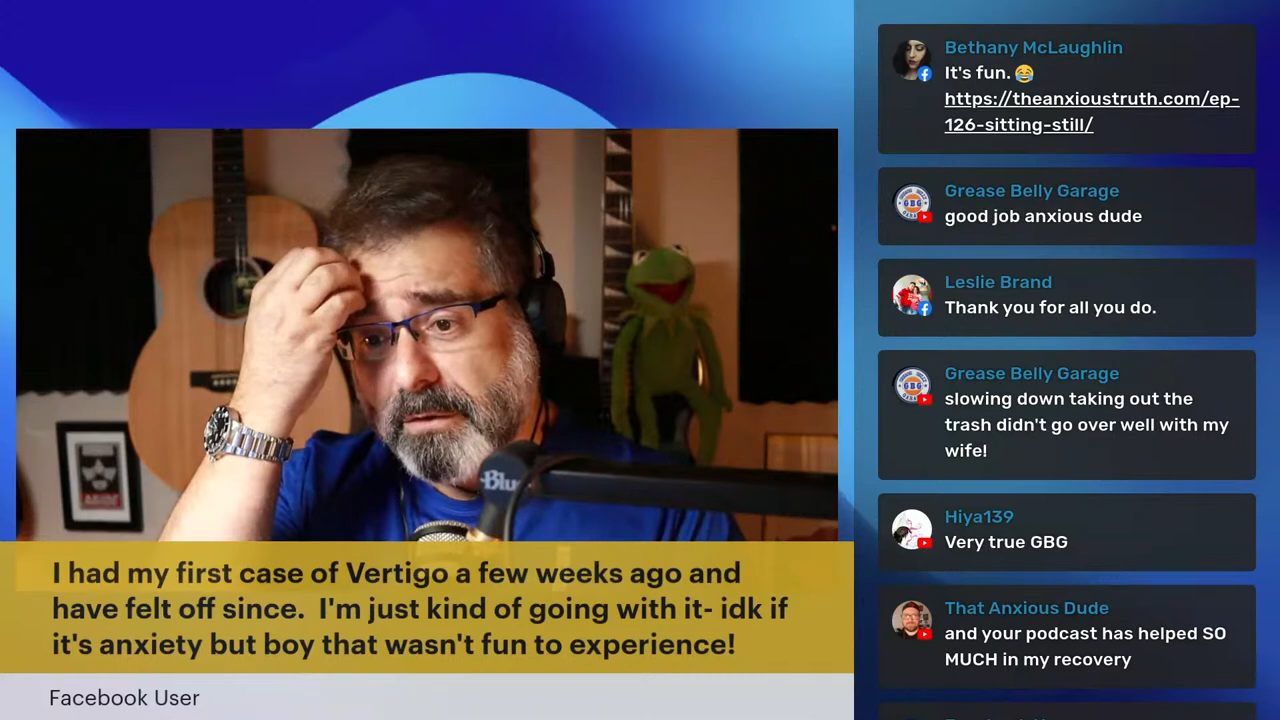 Blu
I had my first case of Vertigo a few weeks ago and
have felt off since.  I'm just kind of going with it- idk if
it's anxiety but boy that wasn't fun to experience!
Facebook User
Bethany McLaughlin
It's fun. 😂
https://theanxioustruth.com/ep-
126-sitting-still/
GBG
Grease Belly Garage
good job anxious dude
Leslie Brand
Thank you for all you do.
GBG
Grease Belly Garage
slowing down taking out the
trash didn't go over well with my
wife!
Hiya139
Very true GBG
That Anxious Dude
and your podcast has helped SO
MUCH in my recovery